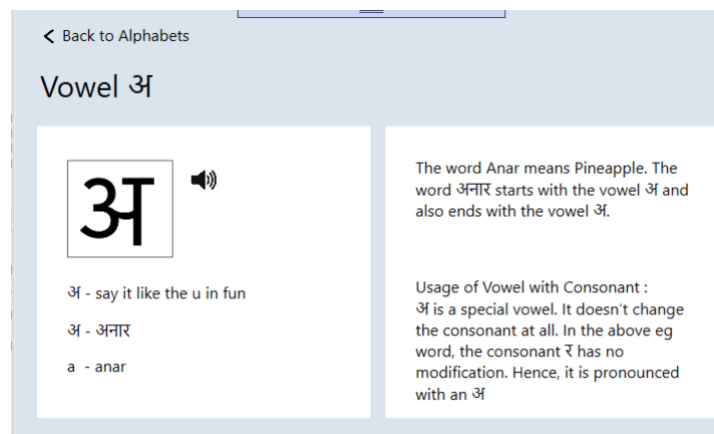 Back to Alphabets
Vowel अ
अ
अ - say it like the u in fun
अ - अनार
a - anar
The word Anar means Pineapple. The
word अनार starts with the vowel अ and
also ends with the vowel अ.
Usage of Vowel with Consonant :
अ is a special vowel. It doesn't change
the consonant at all. In the above eg
word, the consonant र has no
modification. Hence, it is pronounced
with an अ